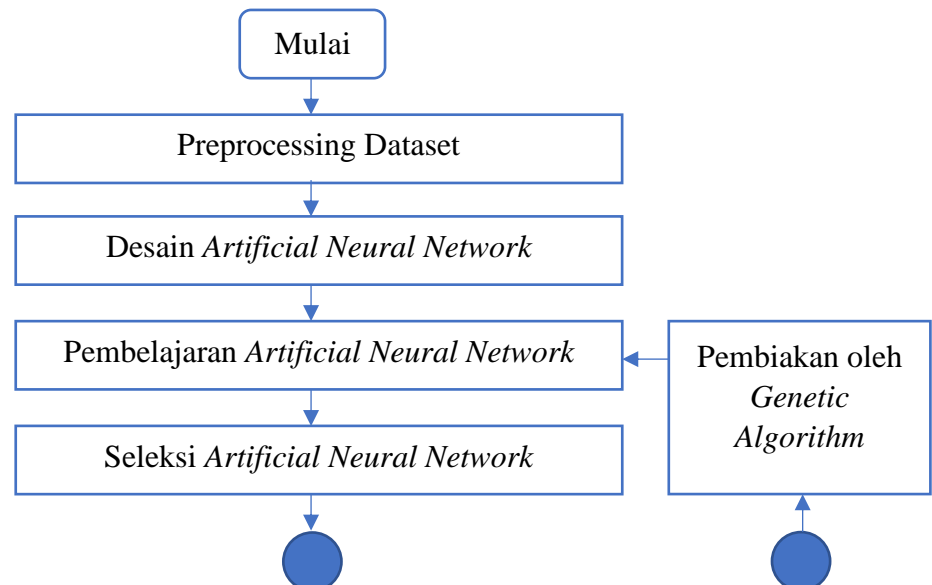 Mulai
Preprocessing Dataset
Desain Artificial Neural Network
Pembelajaran Artificial Neural Network
Seleksi Artificial Neural Network
Pembiakan oleh
Genetic
Algorithm